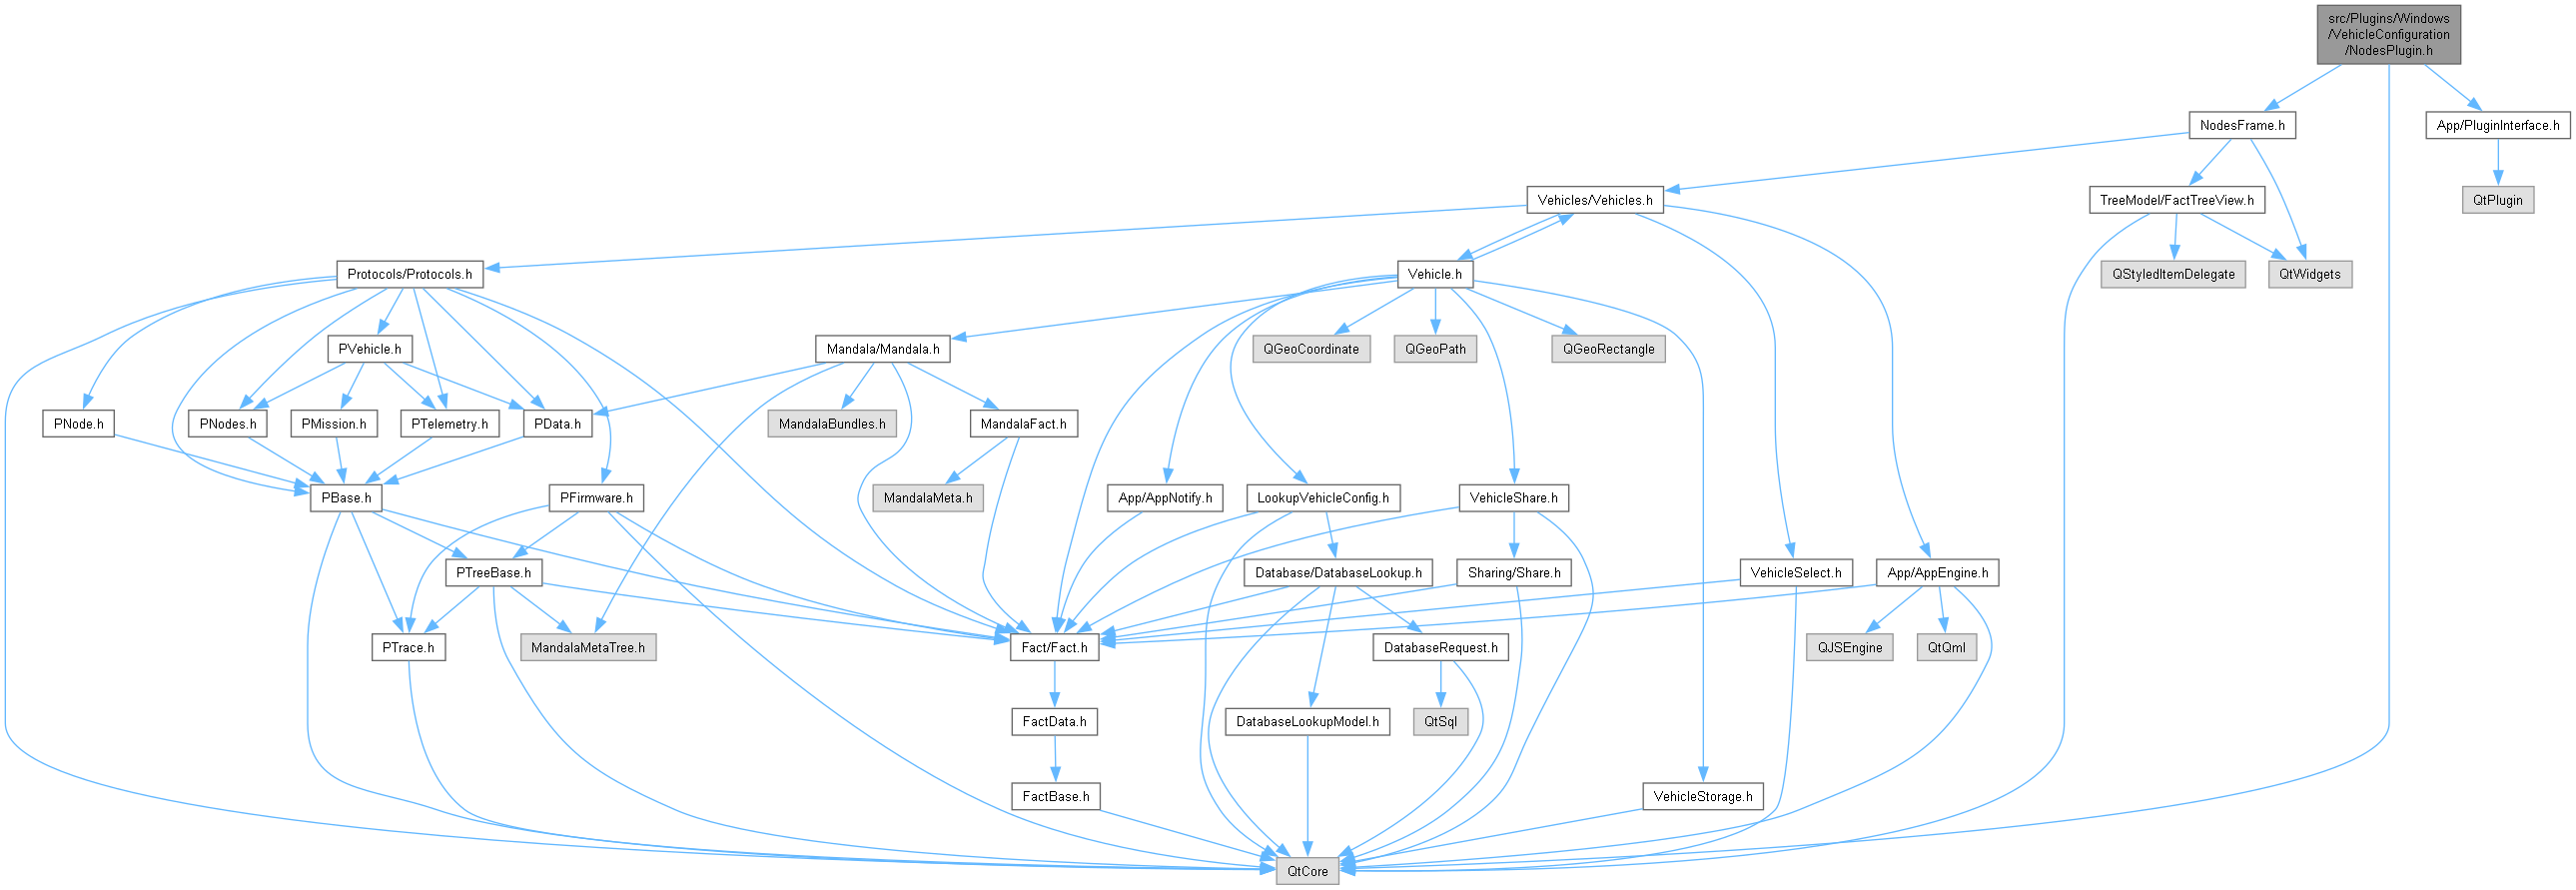 src/Plugins/Windows
/VehicleConfiguration
/NodesPlugin.h
NodesFrame.h
App/PluginInterface.h
Vehicles/Vehicles.h
TreeModel/FactTreeView.h
QtPlugin
Protocols/Protocols.h
Vehicle.h
QStyledItemDelegate
QtWidgets
PVehicle.h
Mandala/Mandala.h
QGeoCoordinate
QGeoPath
QGeoRectangle
PNode.h
PNodes.h
PMission.h
PTelemetry.h
PData.h
MandalaBundles.h
MandalaFact.h
PBase.h
PFirmware.h
MandalaMeta.h
App/AppNotify.h
LookupVehicleConfig.h
VehicleShare.h
PTreeBase.h
Database/DatabaseLookup.h
Sharing/Share.h
VehicleSelect.h
App/AppEngine.h
PTrace.h
MandalaMetaTree.h
Fact/Fact.h
DatabaseRequest.h
QJSEngine
QtQml
FactData.h
DatabaseLookupModel.h
QtSql
FactBase.h
VehicleStorage.h
QtCore